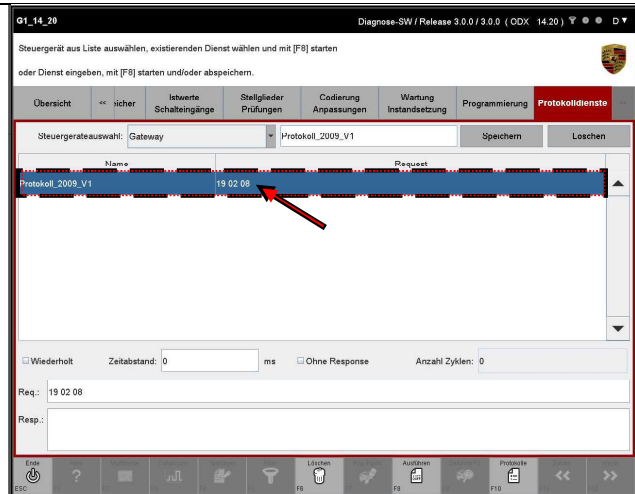 G1_14_20
Diagnose-SW / Release 3.0.0 / 3.0.0 ( ODX 14.20 )
D
Steuergerät aus Liste auswählen, existierenden Dienst wählen und mit [F8] starten
oder Dienst eingeben, mit [F8] starten und/oder abspeichern.
Übersicht
<<
eicher
Istwerte
Schalteingänge
Stellglieder
Prüfungen
Codierung
Anpassungen
Wartung
Instandsetzung
Programmierung
Protokolldienste
Steuergerateauswahl: Gateway
Protokoll_2009_V1
Speichern
Loschen
Name
Request
Protokoll_2009_V1
19 02 08
Wiederholt
Zeitabstand: 0
ms
Ohne Response
Anzahl Zyklen: 0
Req.: 19 02 08
Resp.:
Ende
ESC
?
Löschen
F6
Ausführen
F8
Protokolle
F10
<<
>>